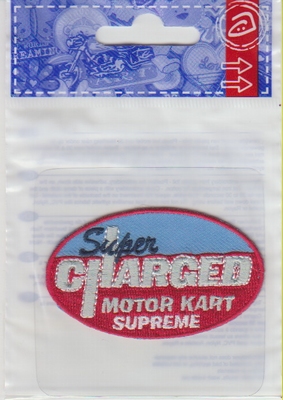 Super
CHARGED
MOTOR KART
SUPREME